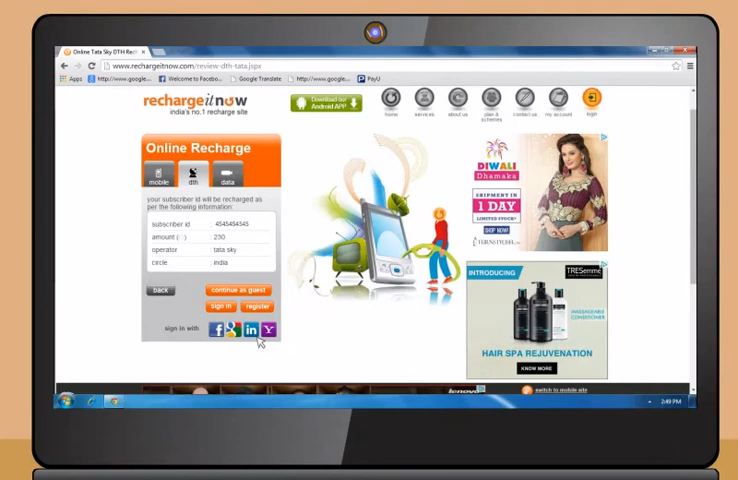 Online Tata Sky DTH Rect
www.rechargeitnow.com/review-dth-tata.jspx
Apps http://www.google... Welcome to Facebo... Google Translate http://www.google... PayU
rechargeitnow
india's no.1 recharge site
Download our
Android APP
home services about us plan &
schemes contact us my account login
Online Recharge
mobile dth data
your subscriber id will be recharged as
per the following information:
subscriber id : 4545454545
amount ( ) : 230
operator : tata sky
circle : india
back continue as guest
sign in register
sign in with f g in Y
DIWALI
Dhamaka
SHIPMENT IN
1 DAY
LIMITED STOCK!
SHOP NOW!
INTRODUCING TRESemmé
MASSAGEABLE
CONDITIONER
HAIR SPA REJUVENATION
KNOW MORE
lenovo
switch to mobile site
2:49 PM